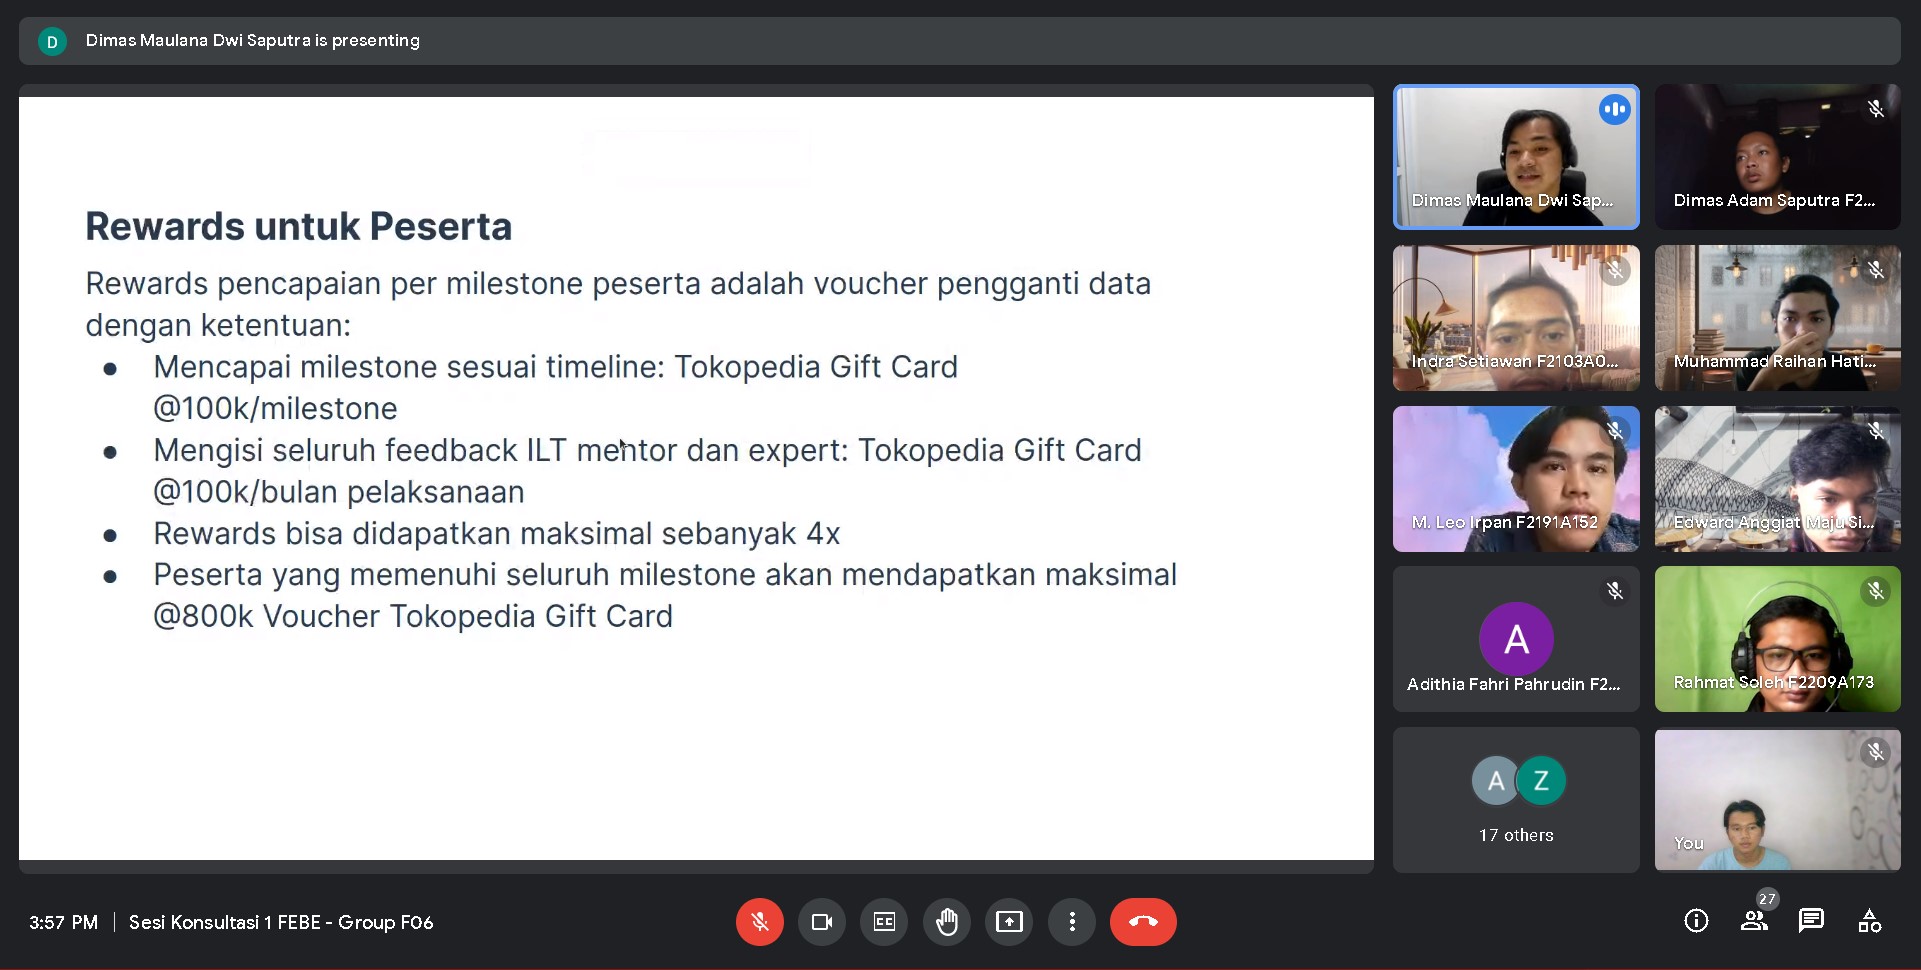 D
Dimas Maulana Dwi Saputra is presenting
Rewards untuk Peserta
Rewards pencapaian per milestone peserta adalah voucher pengganti data
dengan ketentuan:
● Mencapai milestone sesuai timeline: Tokopedia Gift Card
@100k/milestone
● Mengisi seluruh feedback ILT mentor dan expert: Tokopedia Gift Card
@100k/bulan pelaksanaan
● Rewards bisa didapatkan maksimal sebanyak 4x
● Peserta yang memenuhi seluruh milestone akan mendapatkan maksimal
@800k Voucher Tokopedia Gift Card
Dimas Maulana Dwi Sap...
Dimas Adam Saputra F2...
Indra Setiawan F2103A0...
Muhammad Raihan Hati...
M. Leo Irpan F2191A152
Edward Anggiat Maju Si...
A
Adithia Fahri Pahrudin F2...
Rahmat Soleh F2209A173
A Z
17 others
You
3:57 PM | Sesi Konsultasi 1 FEBE - Group F06
CC
27